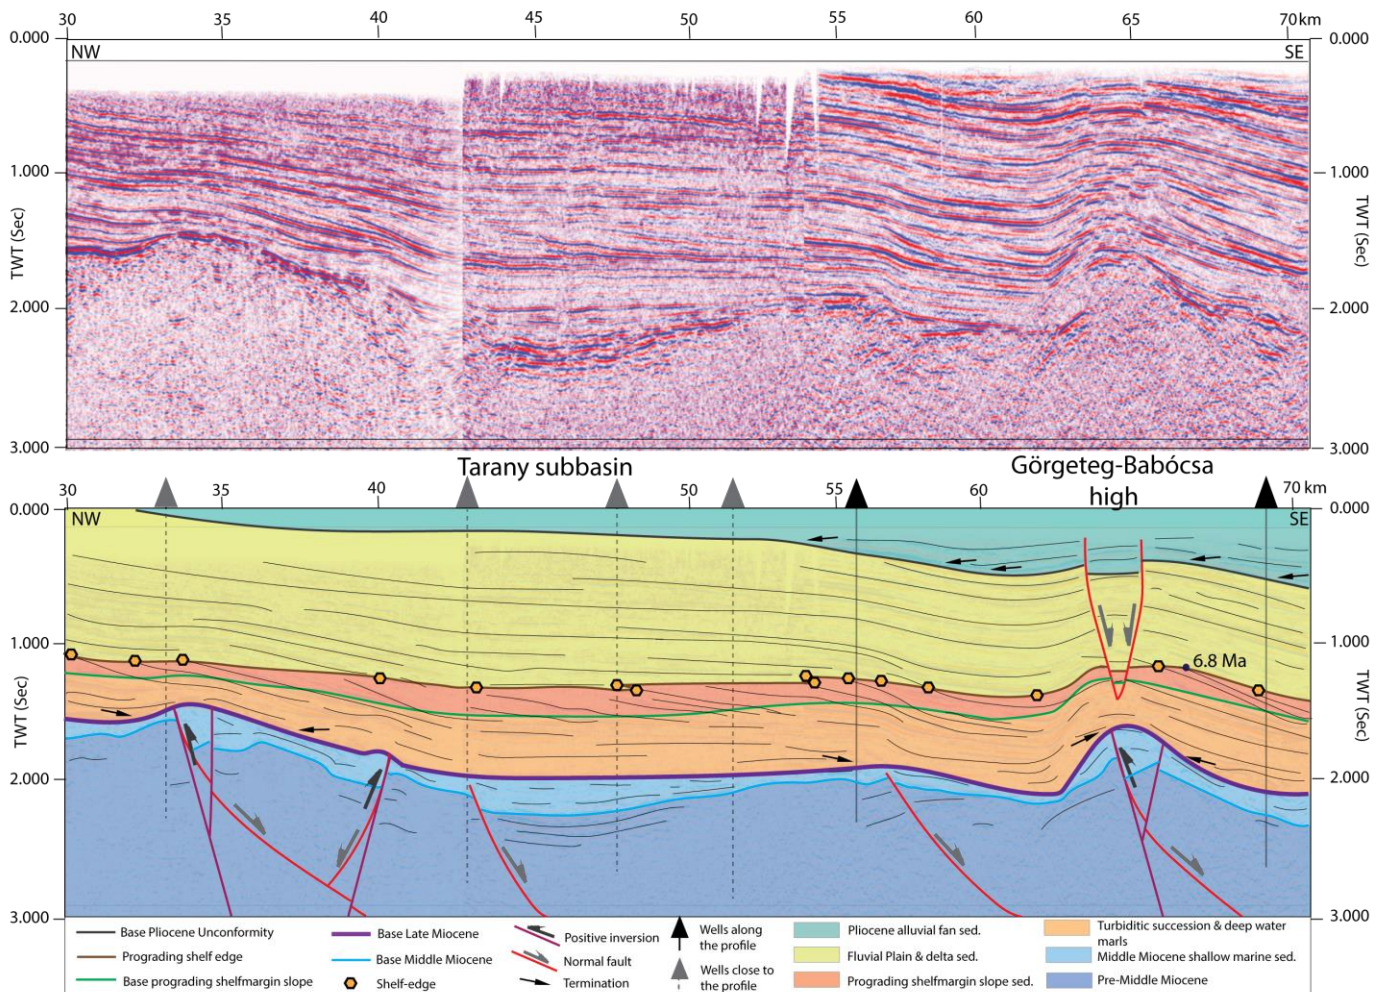 30 35 40 45 50 55 60 65 70 km
0.000 0.000
NW SE
1.000 1.000
TWT (Sec) TWT (Sec)
2.000 2.000
3.000 3.000
Tarany subbasin
Görgeteg-Babócsa
high
30 35 40 50 55 60 70 km
0.000 0.000
NW SE
1.000 1.000
6.8 Ma
TWT (Sec) TWT (Sec)
2.000 2.000
3.000 3.000
Base Pliocene Unconformity
Prograding shelf edge
Base prograding shelfmargin slope
Base Late Miocene
Base Middle Miocene
Shelf-edge
Positive inversion
Normal fault
Termination
Wells along
the profile
Wells close to
the profile
Pliocene alluvial fan sed.
Fluvial Plain & delta sed.
Prograding shelfmargin slope sed.
Turbiditic succession & deep water
marls
Middle Miocene shallow marine sed.
Pre-Middle Miocene